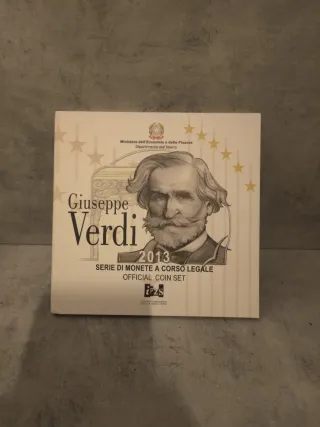 Ministero dell'Economia e delle Finanze
Dipartimento del Tesoro
Giuseppe
Verdi
2013
SERIE DI MONETE A CORSO LEGALE
OFFICIAL COIN SET